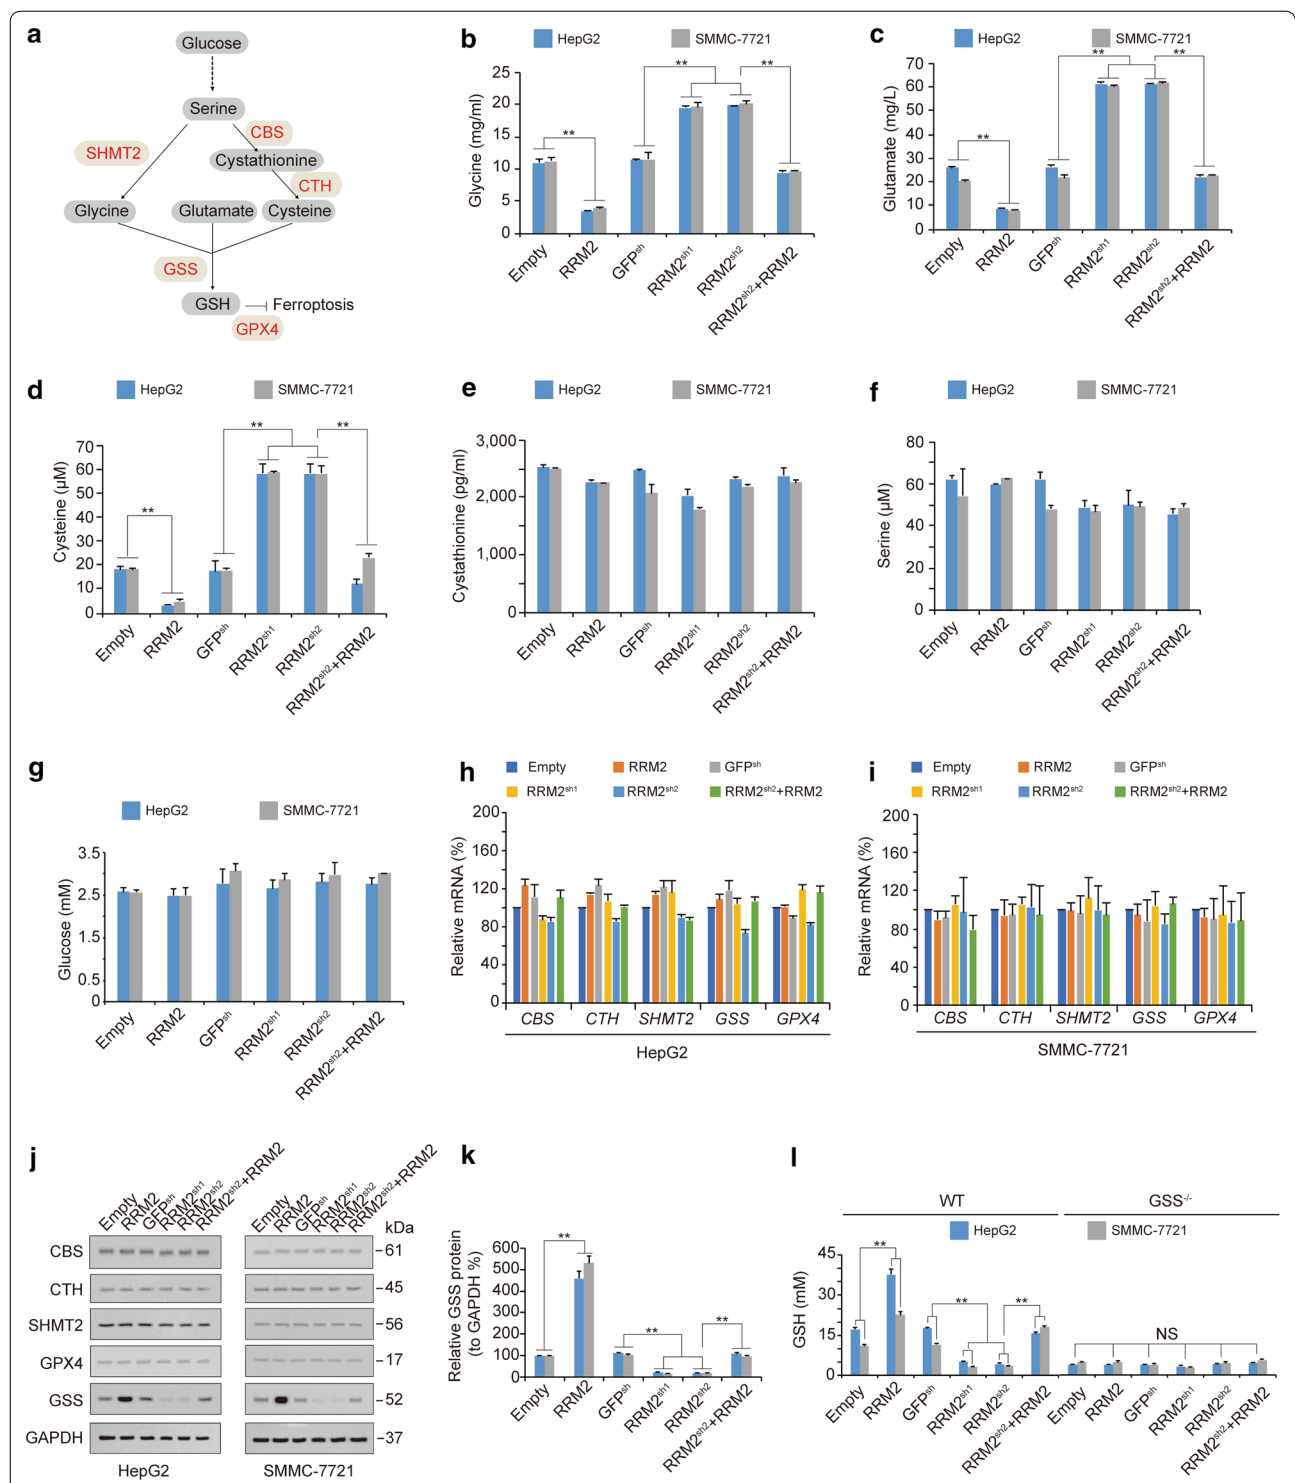 a
Glucose
Serine
CBS
SHMT2
Cystathionine
CTH
Glycine
Glutamate
Cysteine
GSS
GSH
Ferroptosis
GPX4
b
HepG2
SMMC-7721
Glycine (mg/ml)
25
20
15
10
5
0
**
**
**
Empty
RRM2
GFPsh
RRM2sh1
RRM2sh2
RRM2sh2+RRM2
c
HepG2
SMMC-7721
Glutamate (mg/L)
70
60
50
40
30
20
10
0
**
**
**
Empty
RRM2
GFPsh
RRM2sh1
RRM2sh2
RRM2sh2+RRM2
d
HepG2
SMMC-7721
Cysteine (µM)
70
60
50
40
30
20
10
0
**
**
**
Empty
RRM2
GFPsh
RRM2sh1
RRM2sh2
RRM2sh2+RRM2
e
HepG2
SMMC-7721
Cystathionine (pg/ml)
3,000
2,000
1,000
0
Empty
RRM2
GFPsh
RRM2sh1
RRM2sh2
RRM2sh2+RRM2
f
HepG2
SMMC-7721
Serine (µM)
80
60
40
20
0
Empty
RRM2
GFPsh
RRM2sh1
RRM2sh2
RRM2sh2+RRM2
g
HepG2
SMMC-7721
Glucose (mM)
3.5
3
2.5
2
1.5
1
0.5
0
Empty
RRM2
GFPsh
RRM2sh1
RRM2sh2
RRM2sh2+RRM2
h
Empty
RRM2
GFPsh
RRM2sh1
RRM2sh2
RRM2sh2+RRM2
Relative mRNA (%)
200
160
120
100
80
40
0
CBS CTH SHMT2 GSS GPX4
HepG2
i
Empty
RRM2
GFPsh
RRM2sh1
RRM2sh2
RRM2sh2+RRM2
Relative mRNA (%)
200
160
120
100
80
40
0
CBS CTH SHMT2 GSS GPX4
SMMC-7721
j
Empty
RRM2
GFPsh
RRM2sh1
RRM2sh2
RRM2sh2+RRM2
Empty
RRM2
GFPsh
RRM2sh1
RRM2sh2
RRM2sh2+RRM2
kDa
CBS
61
CTH
45
SHMT2
56
GPX4
17
GSS
52
GAPDH
37
HepG2
SMMC-7721
k
Relative GSS protein
(to GAPDH %)
600
500
400
300
200
100
0
**
**
**
Empty
RRM2
GFPsh
RRM2sh1
RRM2sh2
RRM2sh2+RRM2
l
WT
GSS-/-
HepG2
SMMC-7721
GSH (mM)
45
30
15
0
**
**
**
NS
Empty
RRM2
GFPsh
RRM2sh1
RRM2sh2
RRM2sh2+RRM2
Empty
RRM2
GFPsh
RRM2sh1
RRM2sh2
RRM2sh2+RRM2